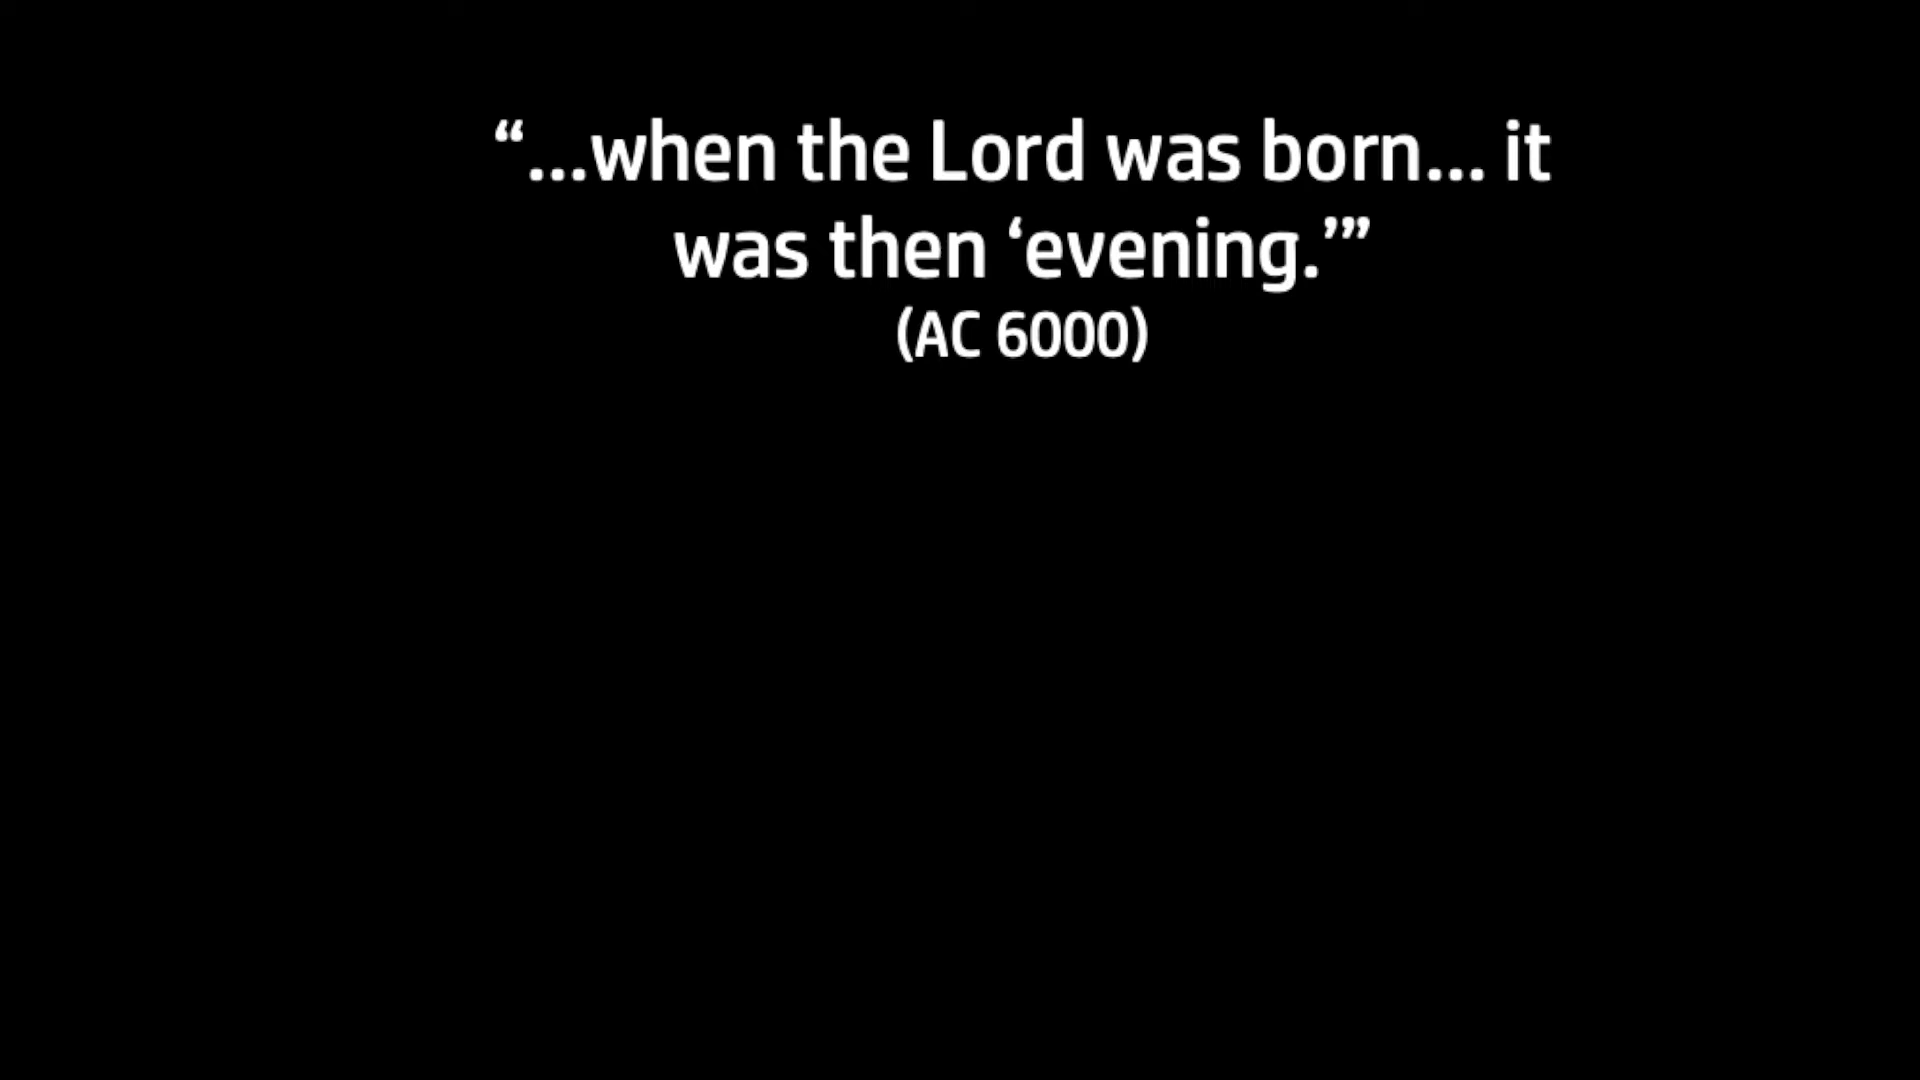 “...when the Lord was born... it
was then ‘evening.’”
(AC 6000)